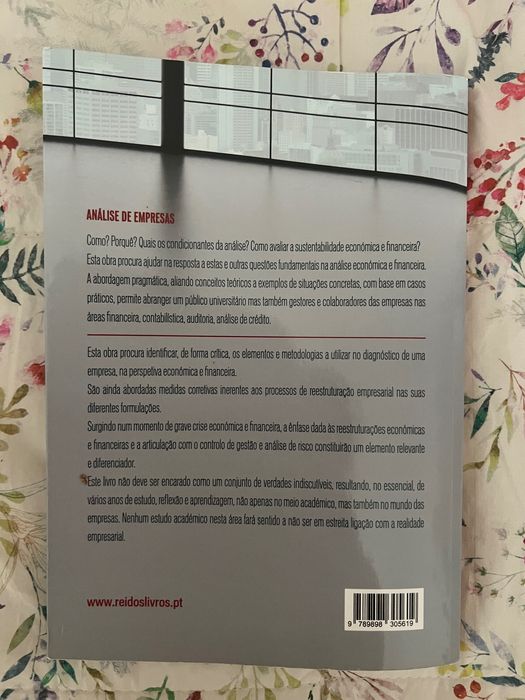 ANÁLISE DE EMPRESAS
Como? Porquê? Quais os condicionantes da análise? Como avaliar a sustentabilidade económica e financeira?
Esta obra procura ajudar na resposta a estas e outras questões fundamentais na análise económica e financeira.
A abordagem pragmática, aliando conceitos teóricos a exemplos de situações concretas, com base em casos
práticos, permite abranger um público universitário mas também gestores e colaboradores das empresas nas
áreas financeira, contabilística, auditoria, análise de crédito.
Esta obra procura identificar, de forma crítica, os elementos e metodologias a utilizar no diagnóstico de uma
empresa, na perspetiva económica e financeira.
São ainda abordadas medidas corretivas inerentes aos processos de reestruturação empresarial nas suas
diferentes formulações.
Surgindo num momento de grave crise económica e financeira, a ênfase dada às reestruturações económicas
e financeiras e a articulação com o controlo de gestão e análise de risco constituirão um elemento relevante
e diferenciador.
Este livro não deve ser encarado como um conjunto de verdades indiscutíveis, resultando, no essencial, de
vários anos de estudo, reflexão e aprendizagem, não apenas no meio académico, mas também no mundo das
empresas. Nenhum estudo académico nesta área fará sentido a não ser em estreita ligação com a realidade
empresarial.
www.reidoslivros.pt
9 789898 305619